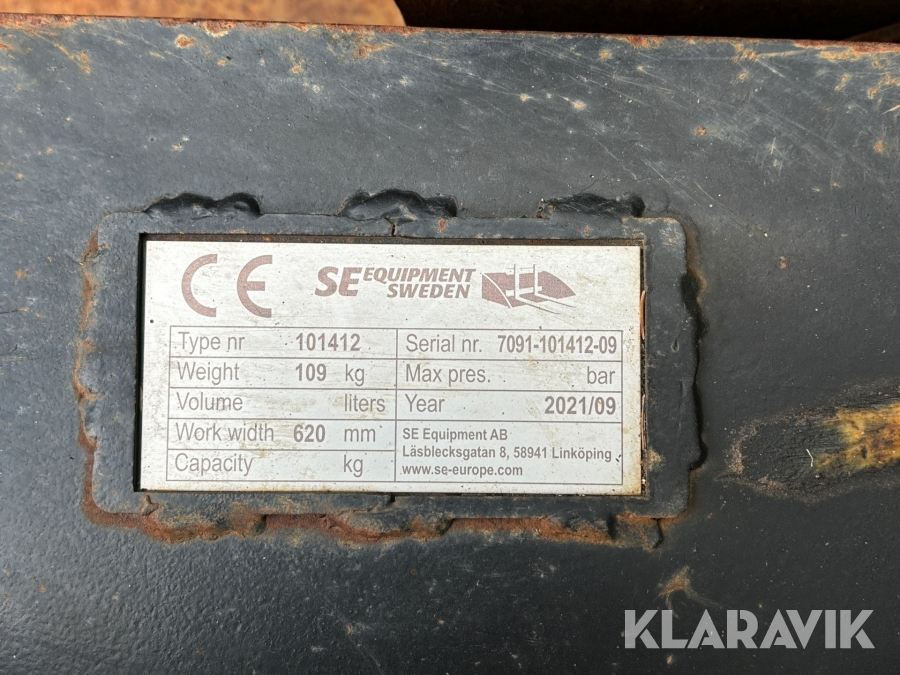 CE SE EQUIPMENT
SWEDEN
Type nr 101412 Serial nr. 7091-101412-09
Weight 109 kg Max pres. bar
Volume liters Year 2021/09
Work width 620 mm SE Equipment AB
Läsblecksgatan 8, 58941 Linköping
Capacity kg www.se-europe.com
KLARAVIK